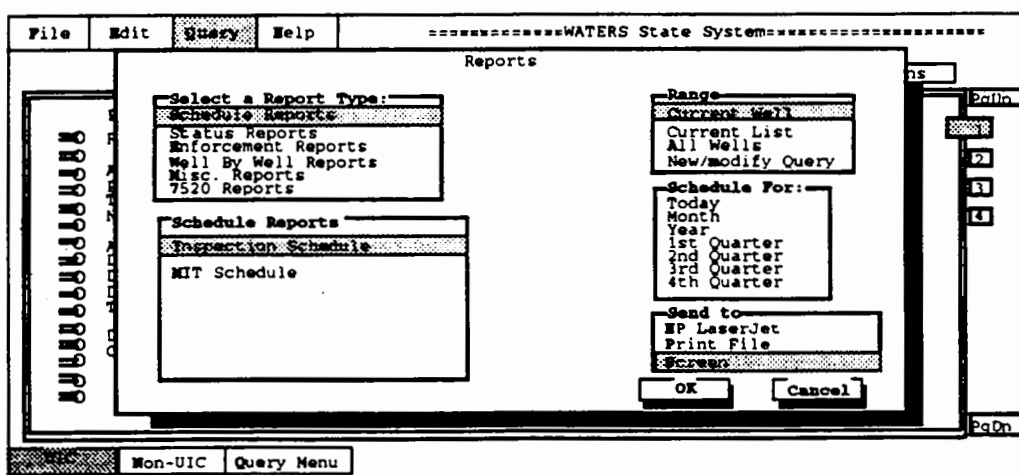 File Edit Query Help ============WATERS State System=====================
Reports
ns
Select a Report Type:
Schedule Reports
Status Reports
Enforcement Reports
Well By Well Reports
Misc. Reports
7520 Reports
Schedule Reports
Inspection Schedule
MIT Schedule
Range
Current Well
Current List
All Wells
New/modify Query
Schedule For:
Today
Month
Year
1st Quarter
2nd Quarter
3rd Quarter
4th Quarter
Send to
HP LaserJet
Print File
Screen
OK Cancel
PgUp
1
2
3
4
PgDn
UIC Non-UIC Query Menu